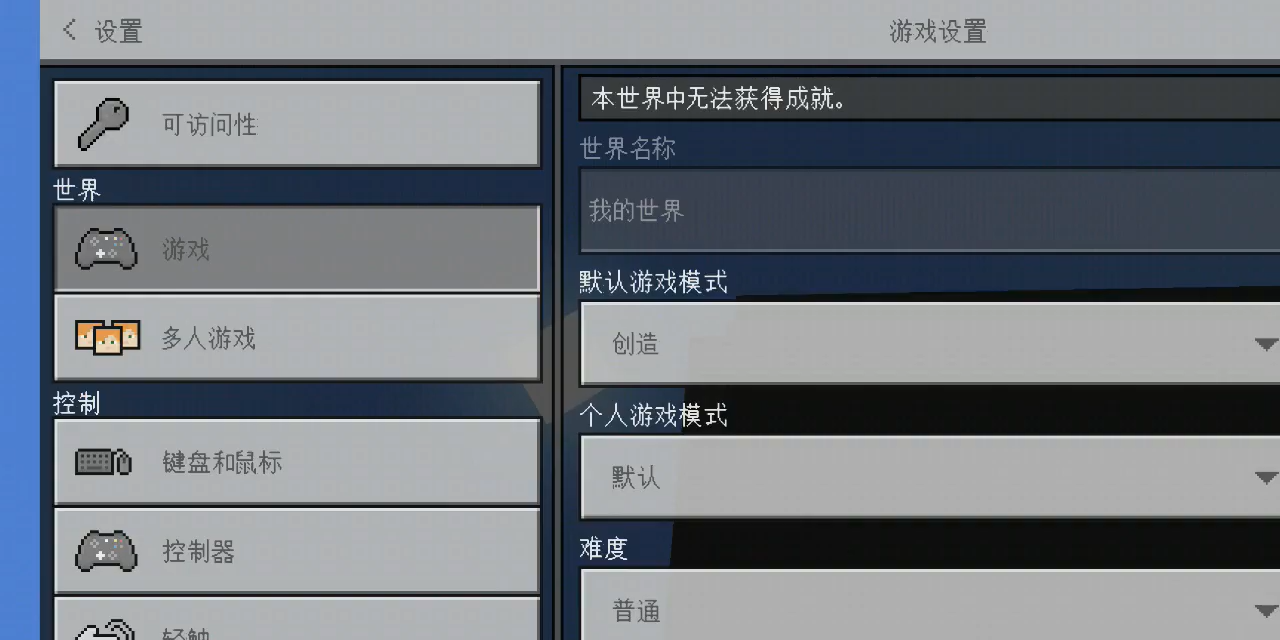 设置
游戏设置
可访问性
世界
游戏
多人游戏
控制
键盘和鼠标
控制器
轻触
本世界中无法获得成就。
世界名称
我的世界
默认游戏模式
创造
个人游戏模式
默认
难度
普通